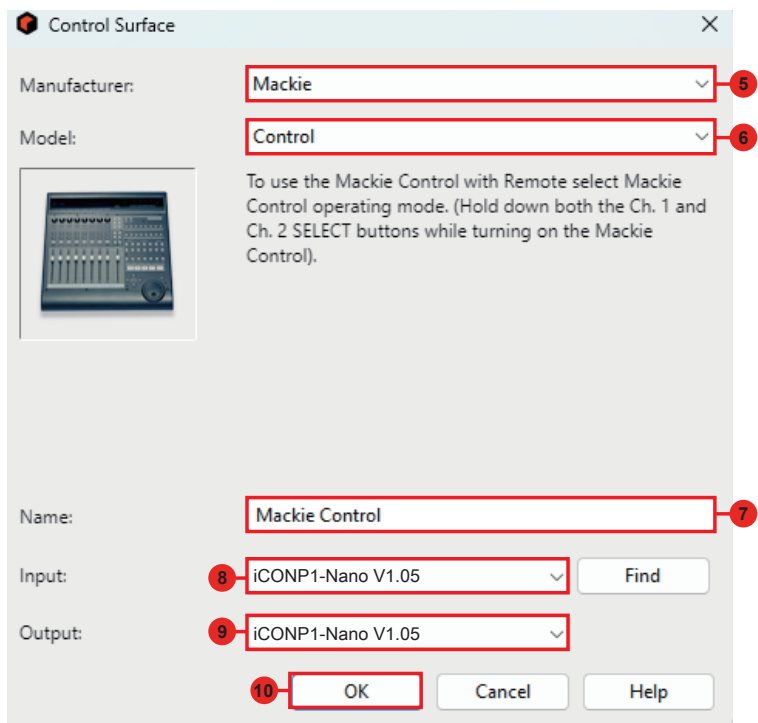 Control Surface
Manufacturer:
Mackie
5
Model:
Control
6
To use the Mackie Control with Remote select Mackie
Control operating mode. (Hold down both the Ch. 1 and
Ch. 2 SELECT buttons while turning on the Mackie
Control).
Name:
Mackie Control
7
Input:
8
iCONP1-Nano V1.05
Find
Output:
9
iCONP1-Nano V1.05
10
OK
Cancel
Help